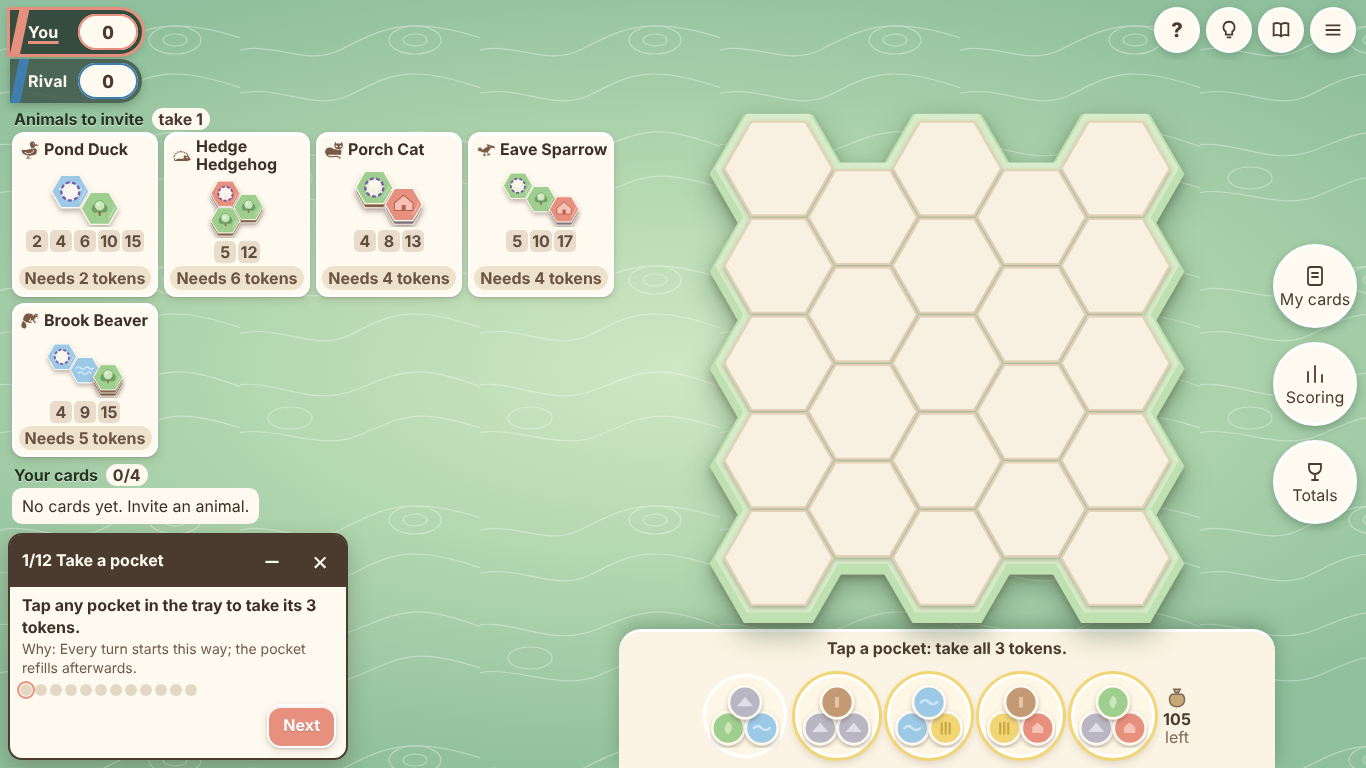 You 0
Rival 0
?
Animals to invite take 1
Pond Duck
2 4 6 10 15
Needs 2 tokens
Hedge
Hedgehog
5 12
Needs 6 tokens
Porch Cat
4 8 13
Needs 4 tokens
Eave Sparrow
5 10 17
Needs 4 tokens
Brook Beaver
4 9 15
Needs 5 tokens
Your cards 0/4
No cards yet. Invite an animal.
1/12 Take a pocket
Tap any pocket in the tray to take its 3
tokens.
Why: Every turn starts this way; the pocket
refills afterwards.
Next
My cards
Scoring
Totals
Tap a pocket: take all 3 tokens.
105
left